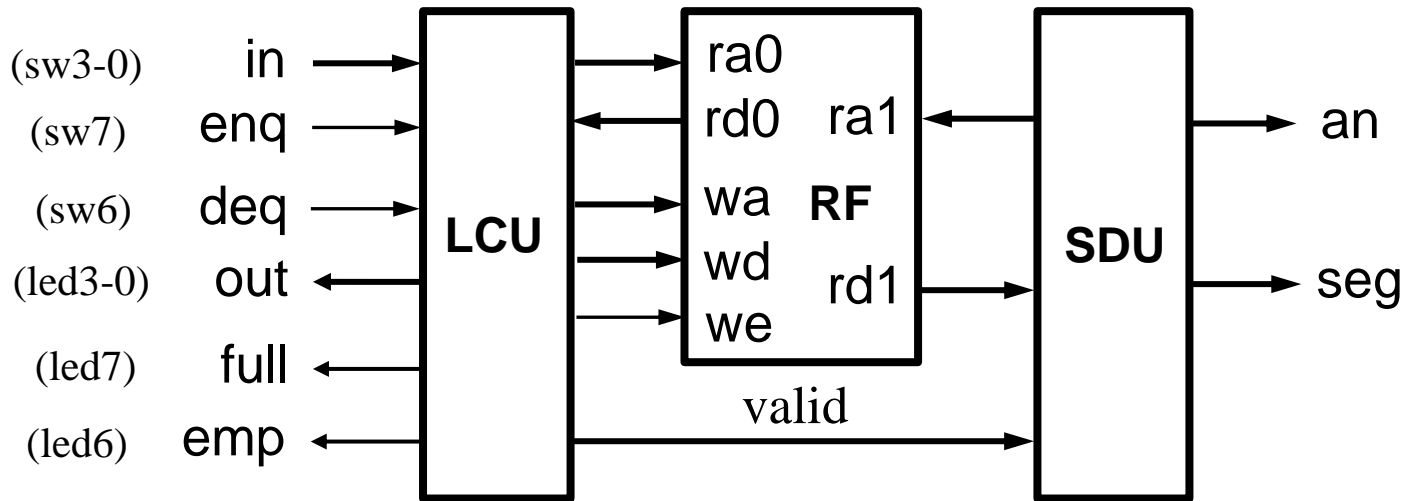 (sw3-0) in
(sw7) enq
(sw6) deq
(led3-0) out
(led7) full
(led6) emp
LCU
ra0
rd0
wa
wd
we
RF
ra1
rd1
valid
SDU
an
seg